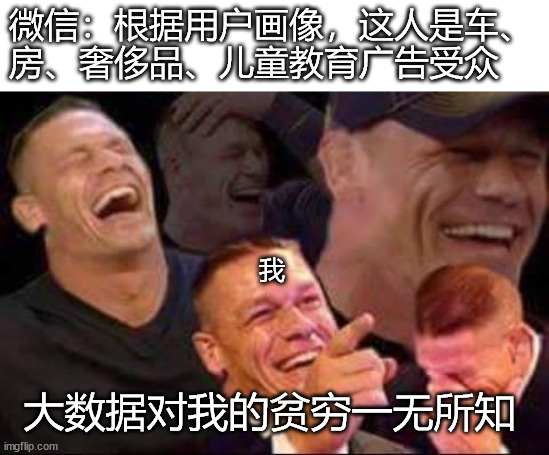 微信：根据用户画像，这人是车、
房、奢侈品、儿童教育广告受众
我
大数据对我的贫穷一无所知
imgflip.com